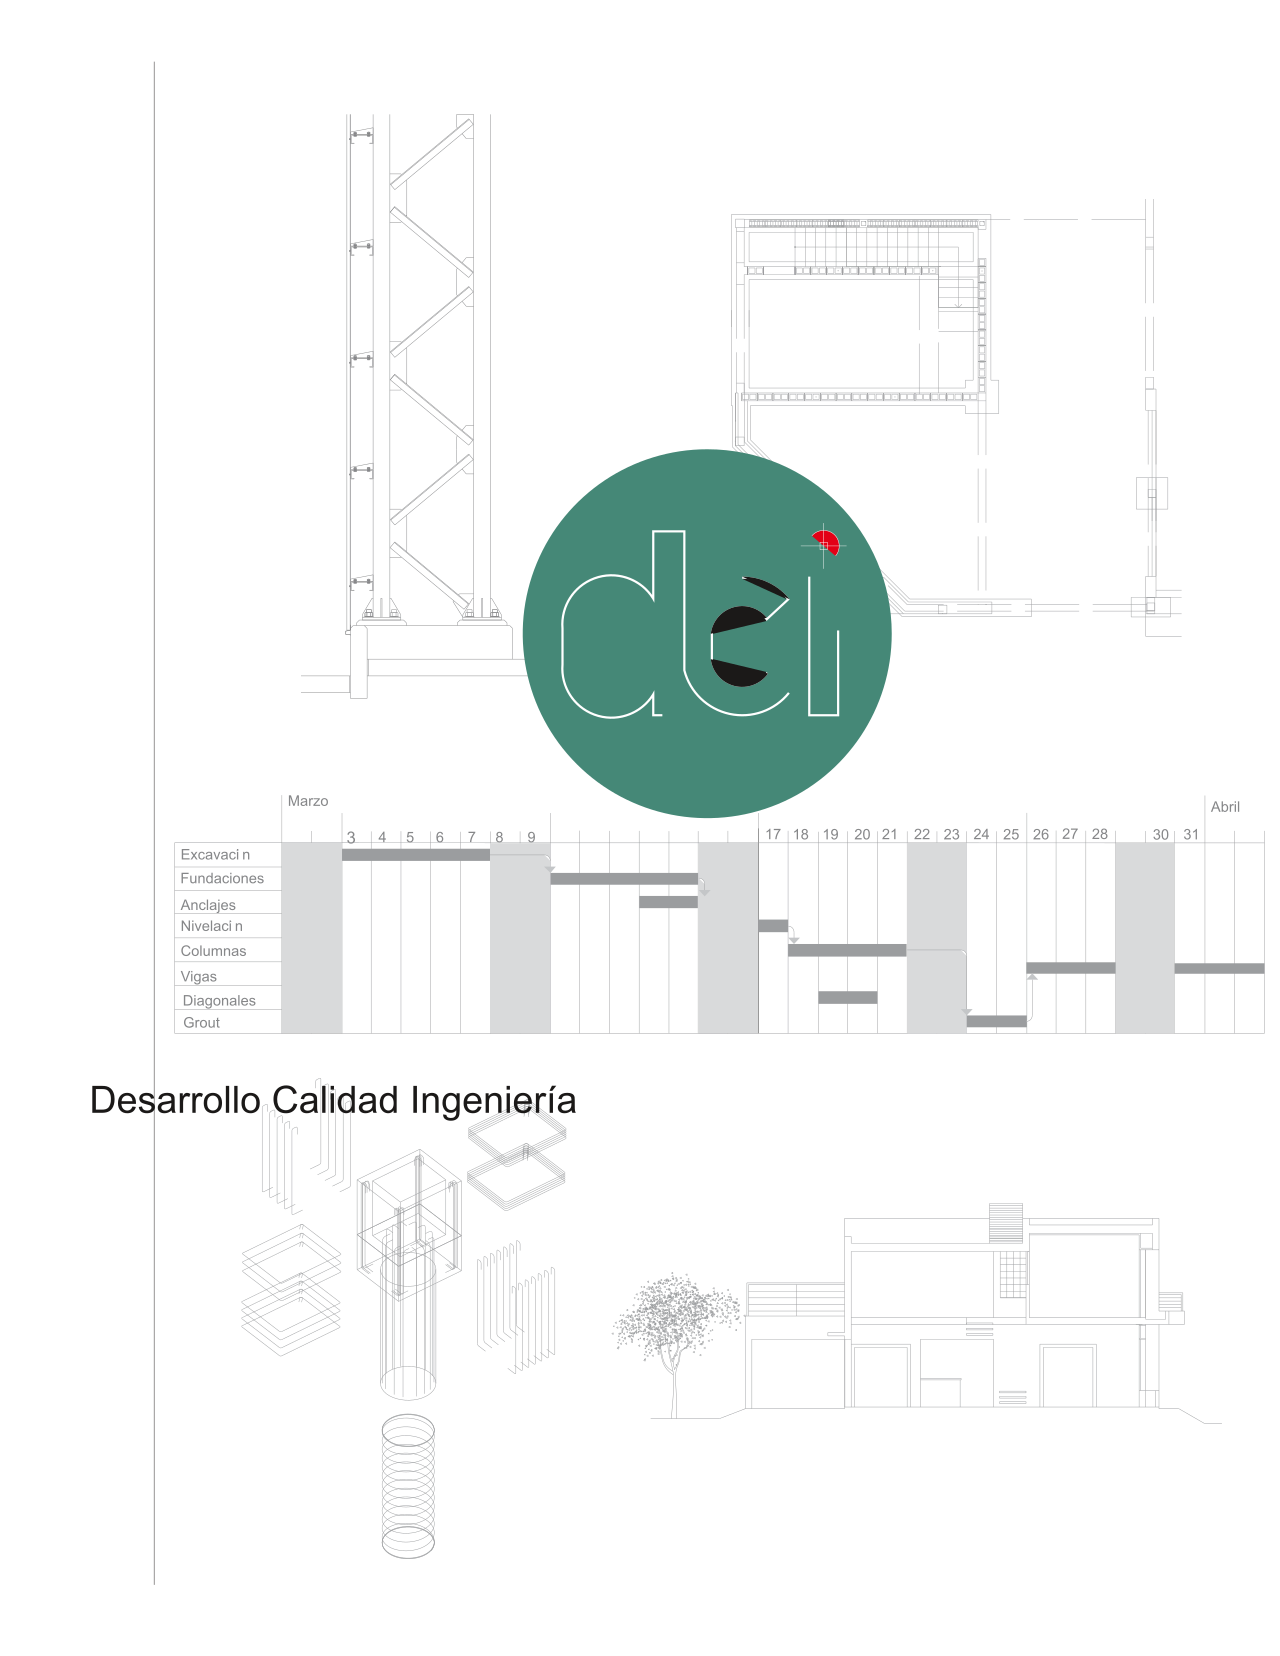 dci
Marzo
Abril
3 4 5 6 7 8 9 17 18 19 20 21 22 23 24 25 26 27 28 30 31
Excavaci n
Fundaciones
Anclajes
Nivelaci n
Columnas
Vigas
Diagonales
Grout
Desarrollo Calidad Ingeniería